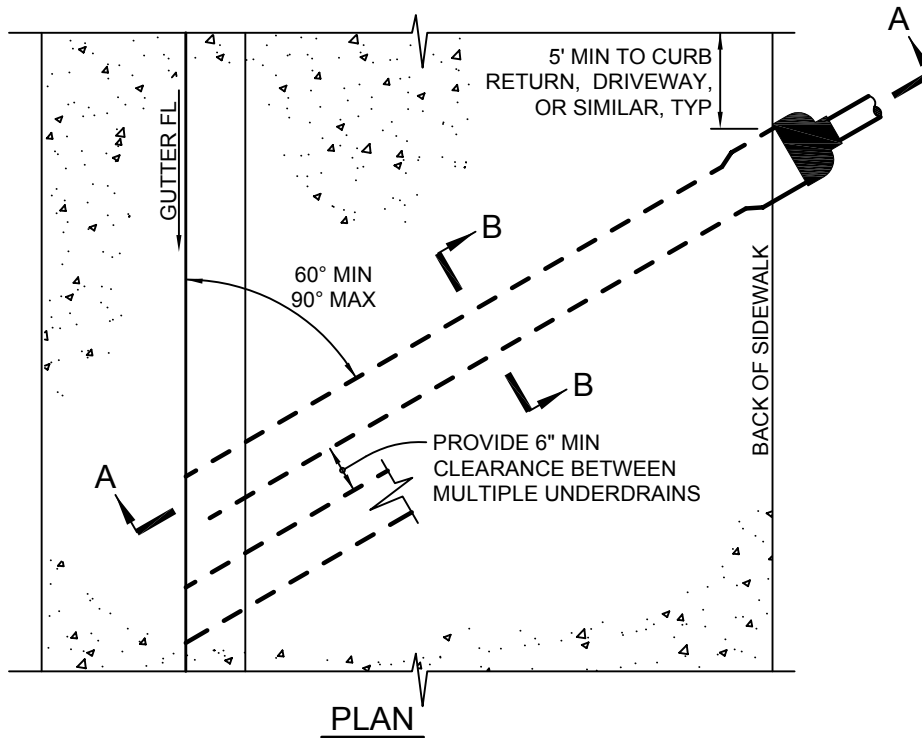 A
5' MIN TO CURB
RETURN, DRIVEWAY,
OR SIMILAR, TYP
GUTTER FL
B
60° MIN
90° MAX
BACK OF SIDEWALK
B
PROVIDE 6" MIN
CLEARANCE BETWEEN
MULTIPLE UNDERDRAINS
A
PLAN